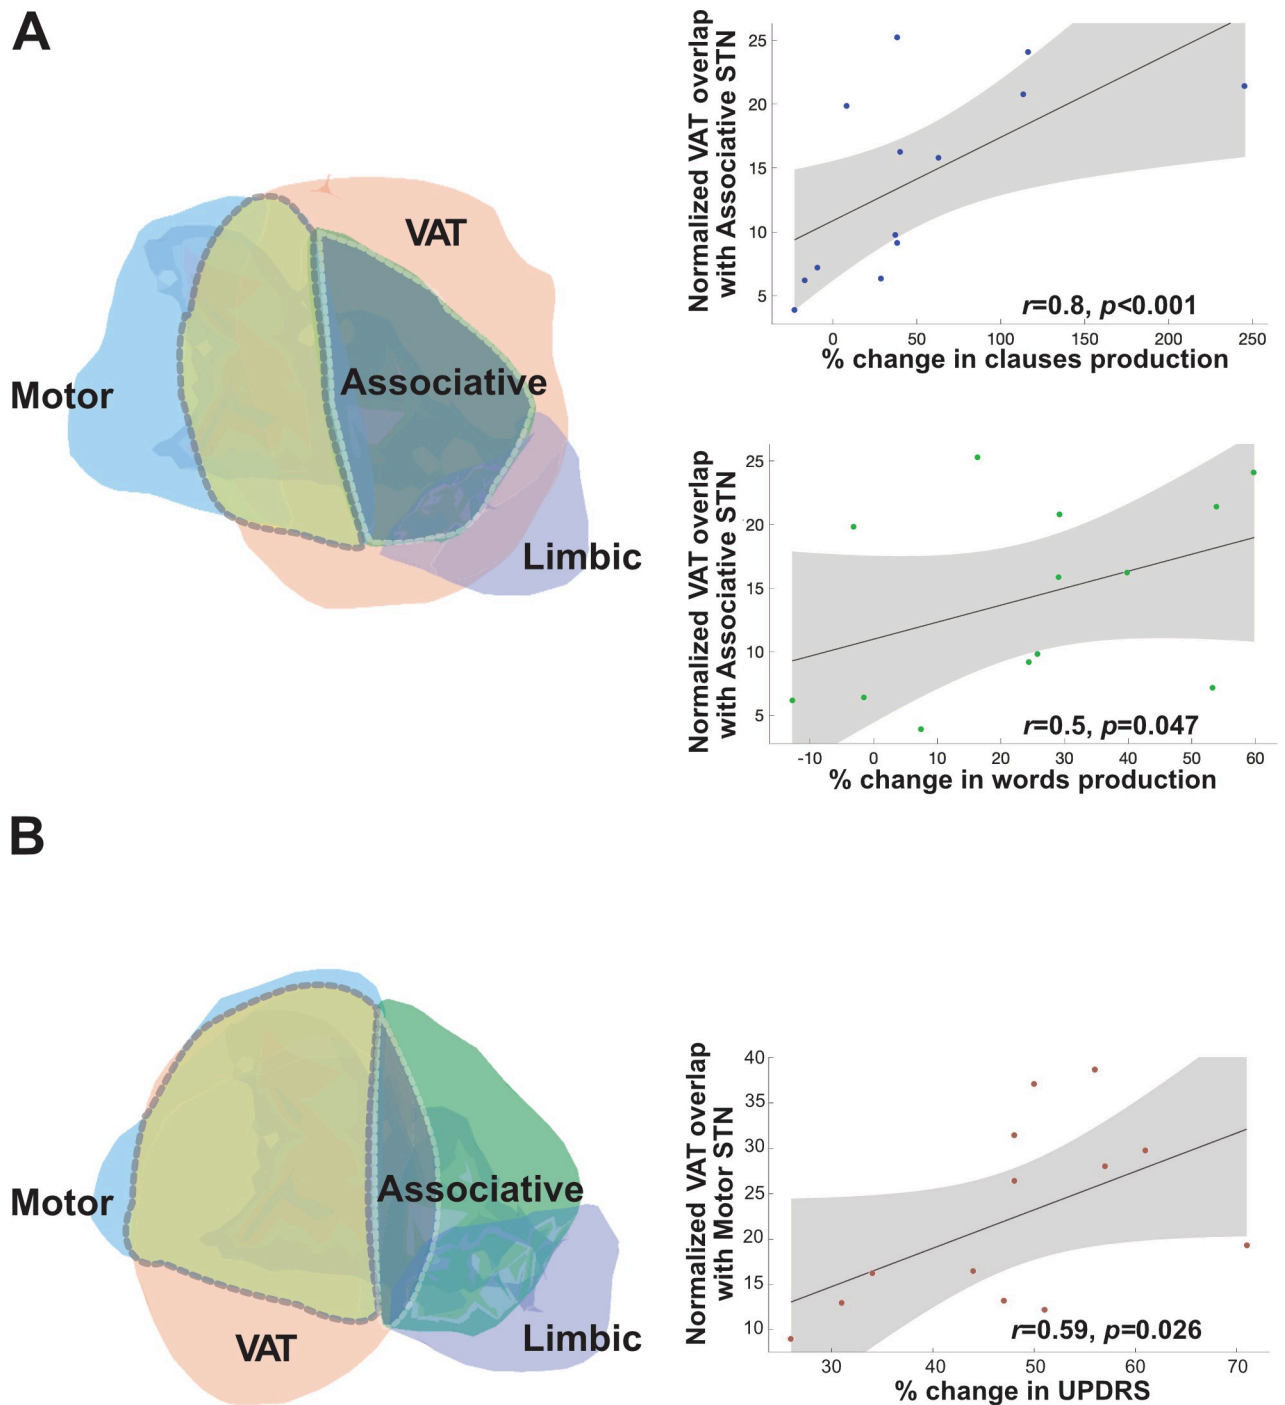 A
VAT
Motor
Associative
Limbic
Normalized VAT overlap
with Associative STN
25
20
15
10
5
r=0.8, p<0.001
0 50 100 150 200 250
% change in clauses production
Normalized VAT overlap
with Associative STN
25
20
15
10
5
r=0.5, p=0.047
-10 0 10 20 30 40 50 60
% change in words production
B
Motor
Associative
VAT
Limbic
Normalized VAT overlap
with Motor STN
40
35
30
25
20
15
10
r=0.59, p=0.026
30 40 50 60 70
% change in UPDRS